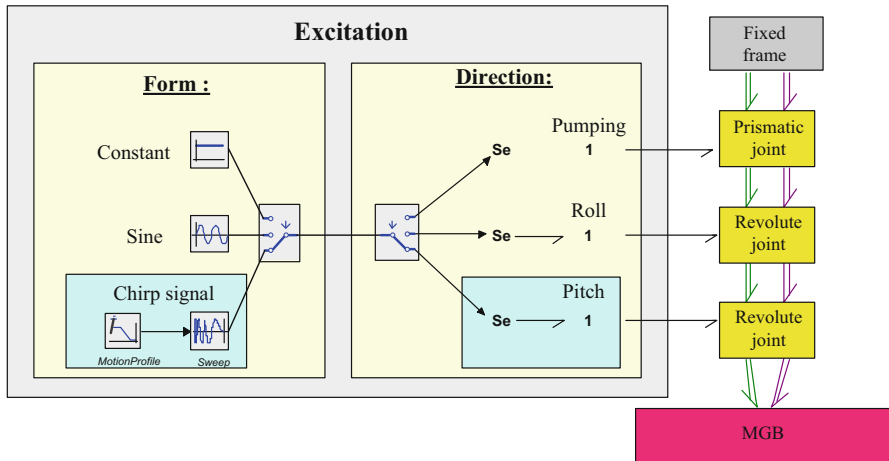 Excitation
Form :
Constant
Sine
Chirp signal
MotionProfile
Sweep
Direction:
Pumping
Se
1
Roll
Se
1
Pitch
Se
1
Fixed
frame
Prismatic
joint
Revolute
joint
Revolute
joint
MGB